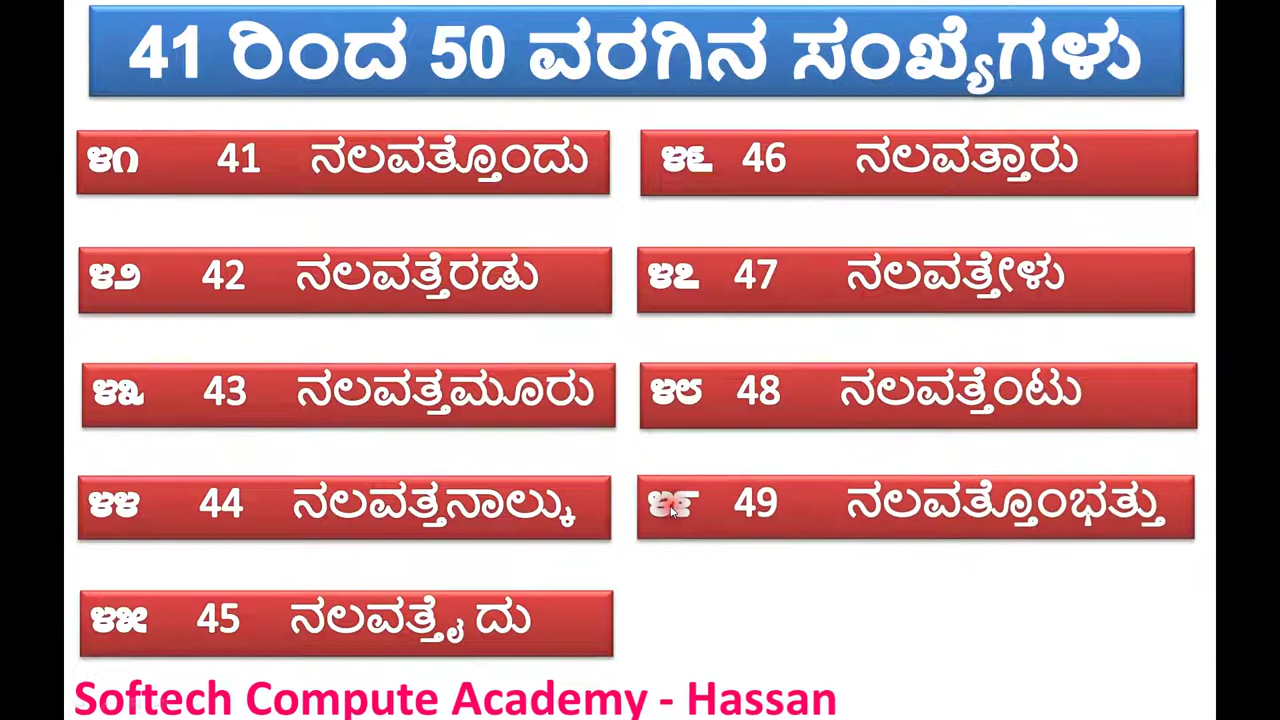 41 ರಿಂದ 50 ವರಗಿನ ಸಂಖ್ಯೆಗಳು
೪೧ 41 ನಲವತ್ತೊಂದು
೪೨ 42 ನಲವತ್ತೆರಡು
೪೩ 43 ನಲವತ್ತಮೂರು
೪೪ 44 ನಲವತ್ತನಾಲ್ಕು
೪೫ 45 ನಲವತ್ತೈದು
೪೬ 46 ನಲವತ್ತಾರು
೪೭ 47 ನಲವತ್ತೇಳು
೪೮ 48 ನಲವತ್ತೆಂಟು
೪೯ 49 ನಲವತ್ತೊಂಭತ್ತು
Softech Compute Academy - Hassan